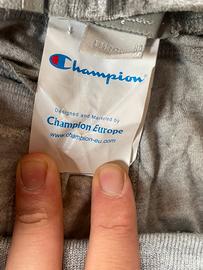 Champion
Designed and Marketed by
Champion Europe
www.champion-eu.com